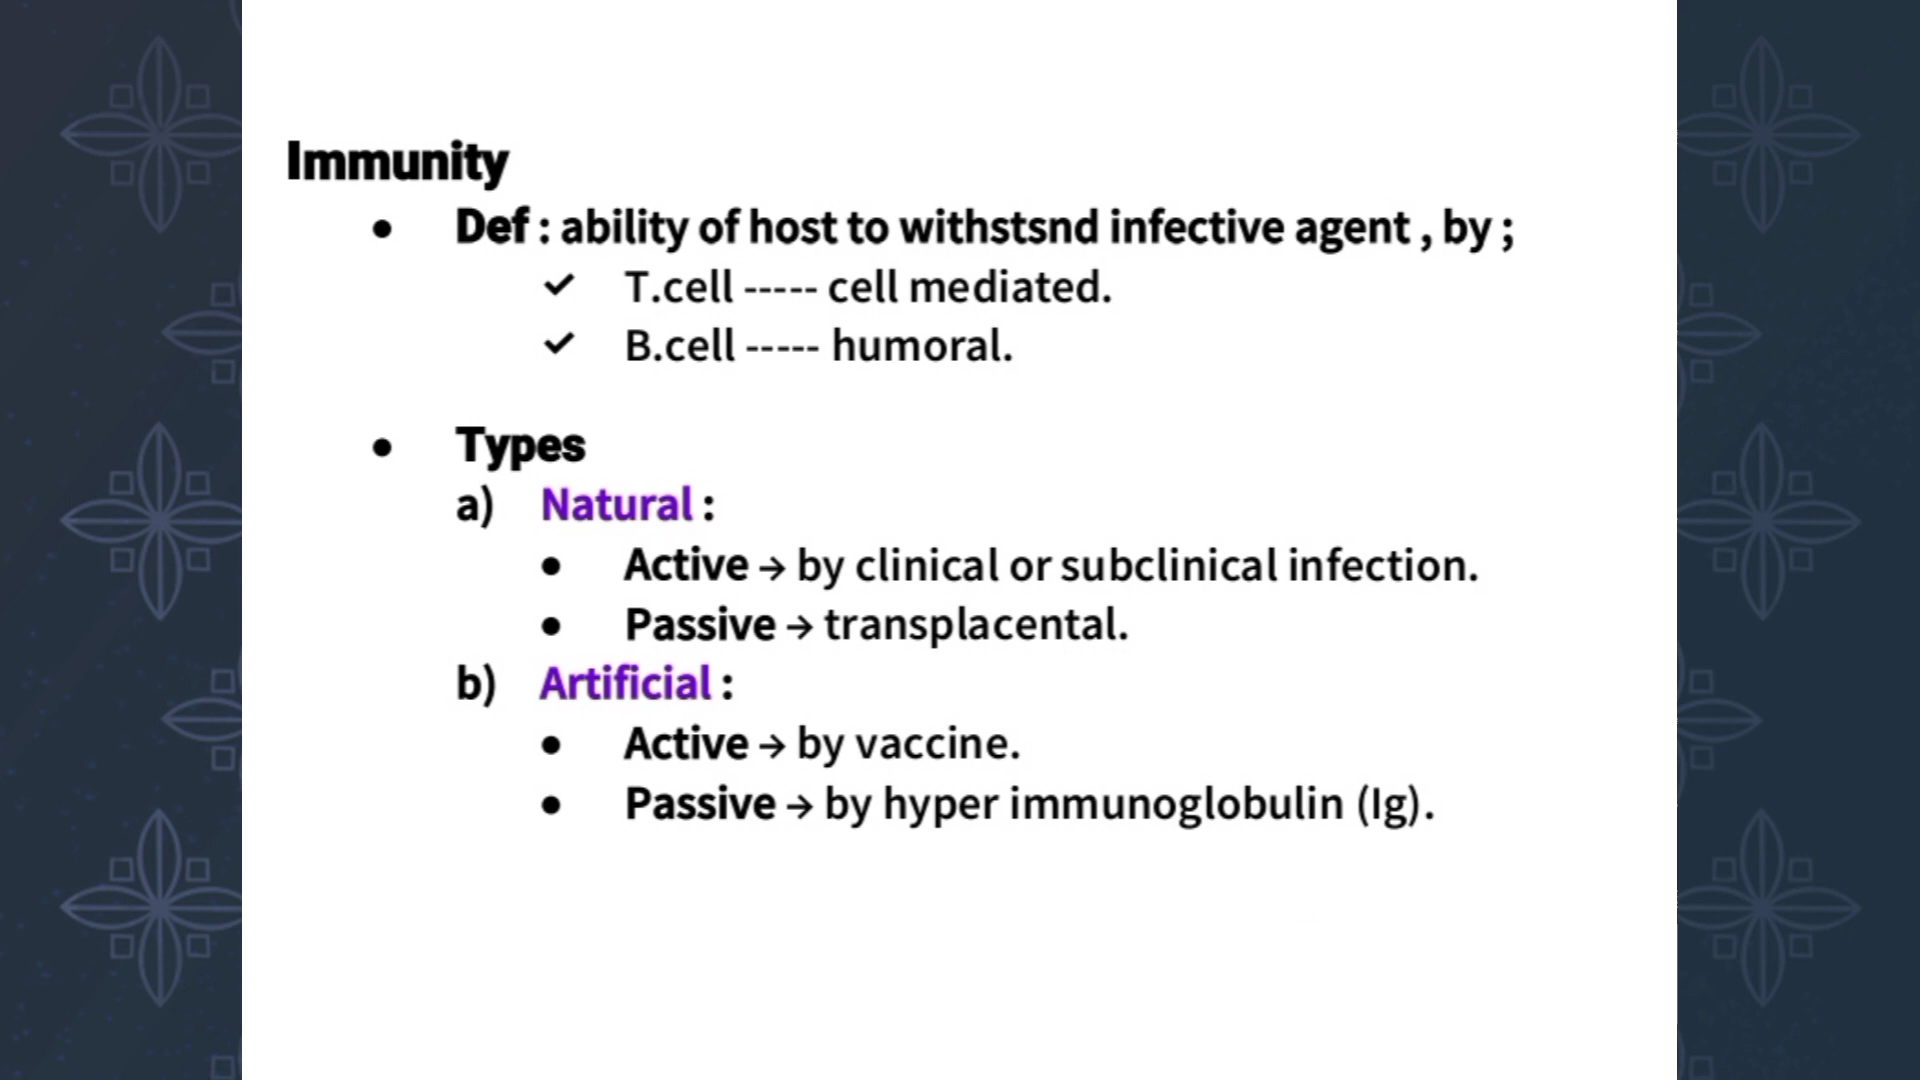 Immunity
● Def : ability of host to withstsnd infective agent , by ;
✔ T.cell ----- cell mediated.
✔ B.cell ----- humoral.
● Types
a) Natural :
● Active → by clinical or subclinical infection.
● Passive → transplacental.
b) Artificial :
● Active → by vaccine.
● Passive → by hyper immunoglobulin (Ig).